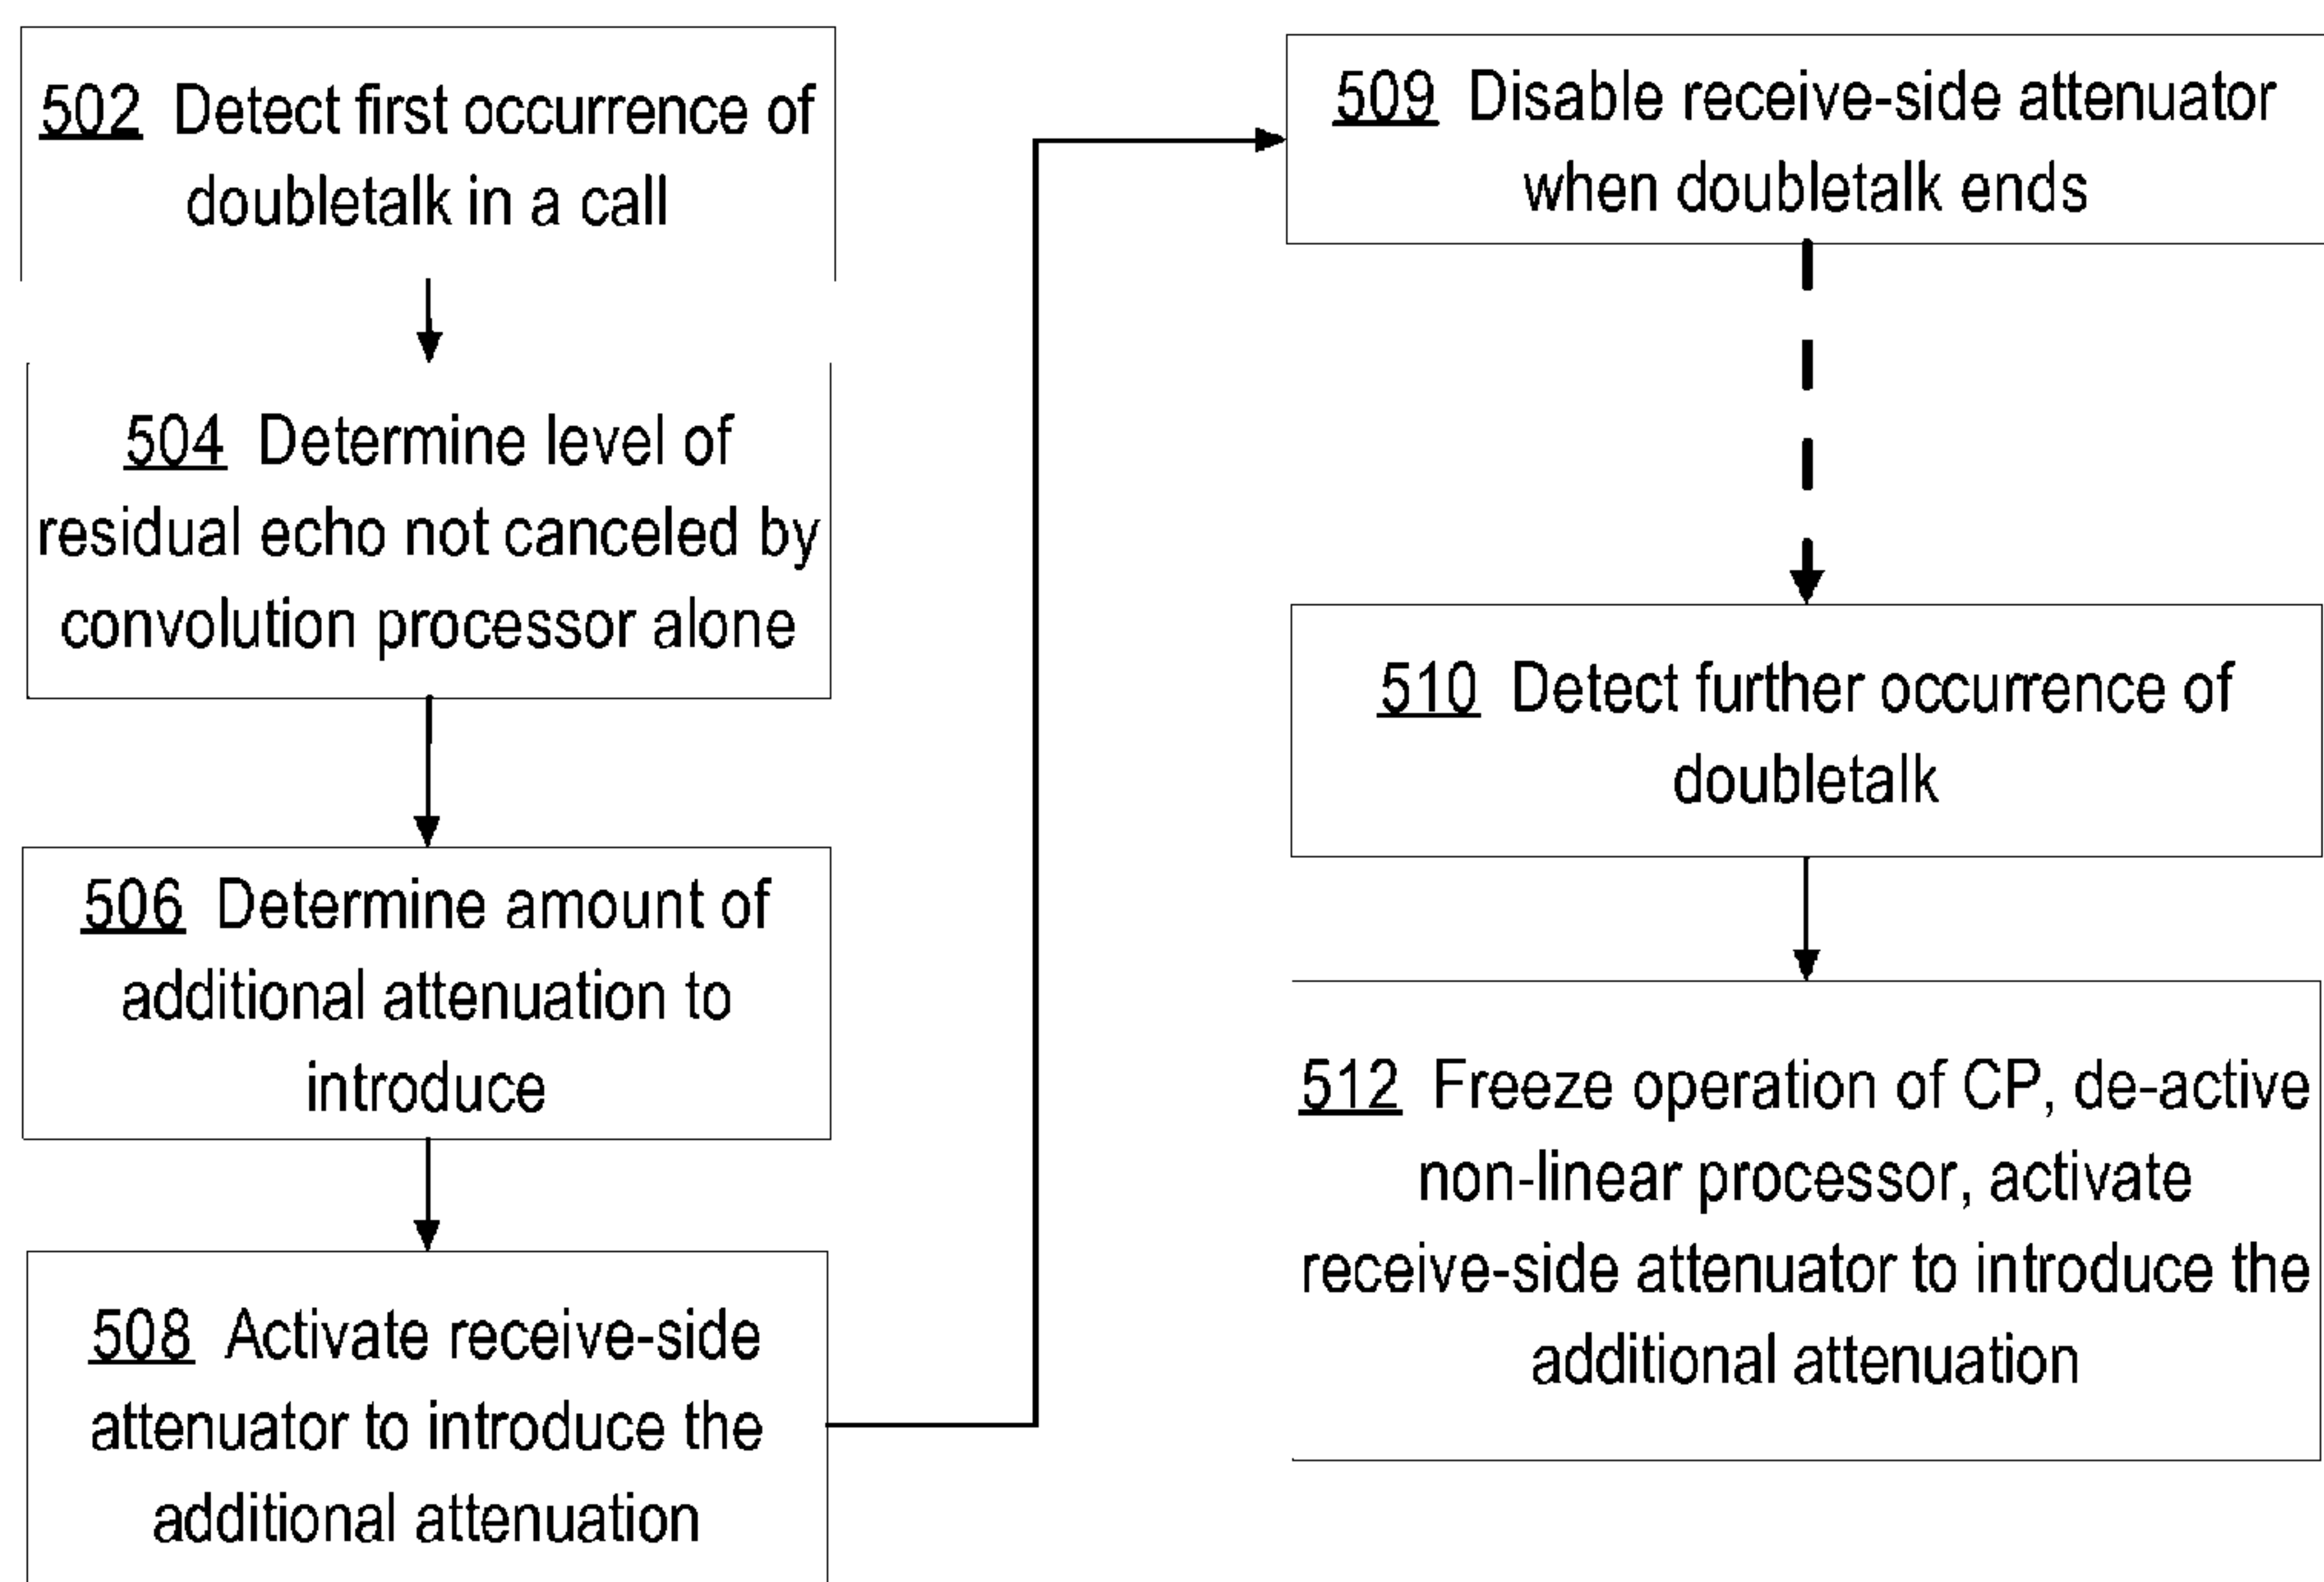 502 Detect first occurrence of
doubletalk in a call
504 Determine level of
residual echo not canceled by
convolution processor alone
506 Determine amount of
additional attenuation to
introduce
508 Activate receive-side
attenuator to introduce the
additional attenuation
509 Disable receive-side attenuator
when doubletalk ends
510 Detect further occurrence of
doubletalk
512 Freeze operation of CP, de-active
non-linear processor, activate
receive-side attenuator to introduce the
additional attenuation